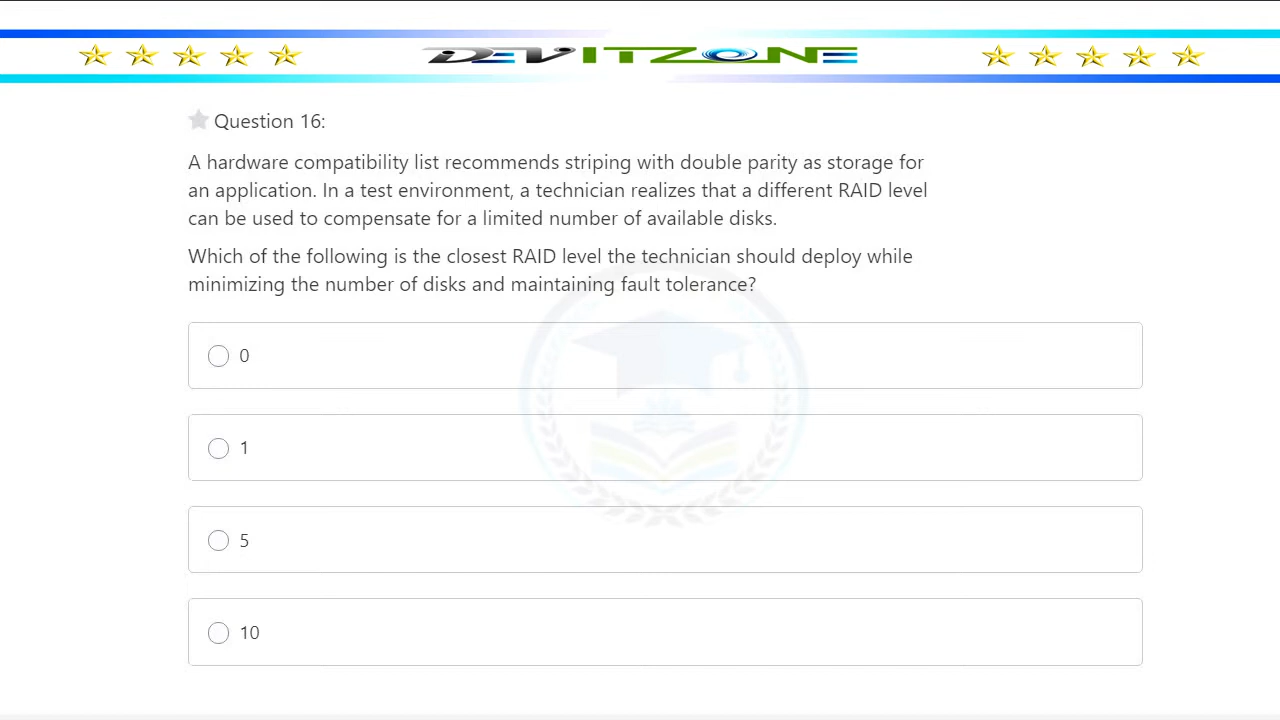 DEVITZONE
Question 16:
A hardware compatibility list recommends striping with double parity as storage for
an application. In a test environment, a technician realizes that a different RAID level
can be used to compensate for a limited number of available disks.
Which of the following is the closest RAID level the technician should deploy while
minimizing the number of disks and maintaining fault tolerance?
0
1
5
10